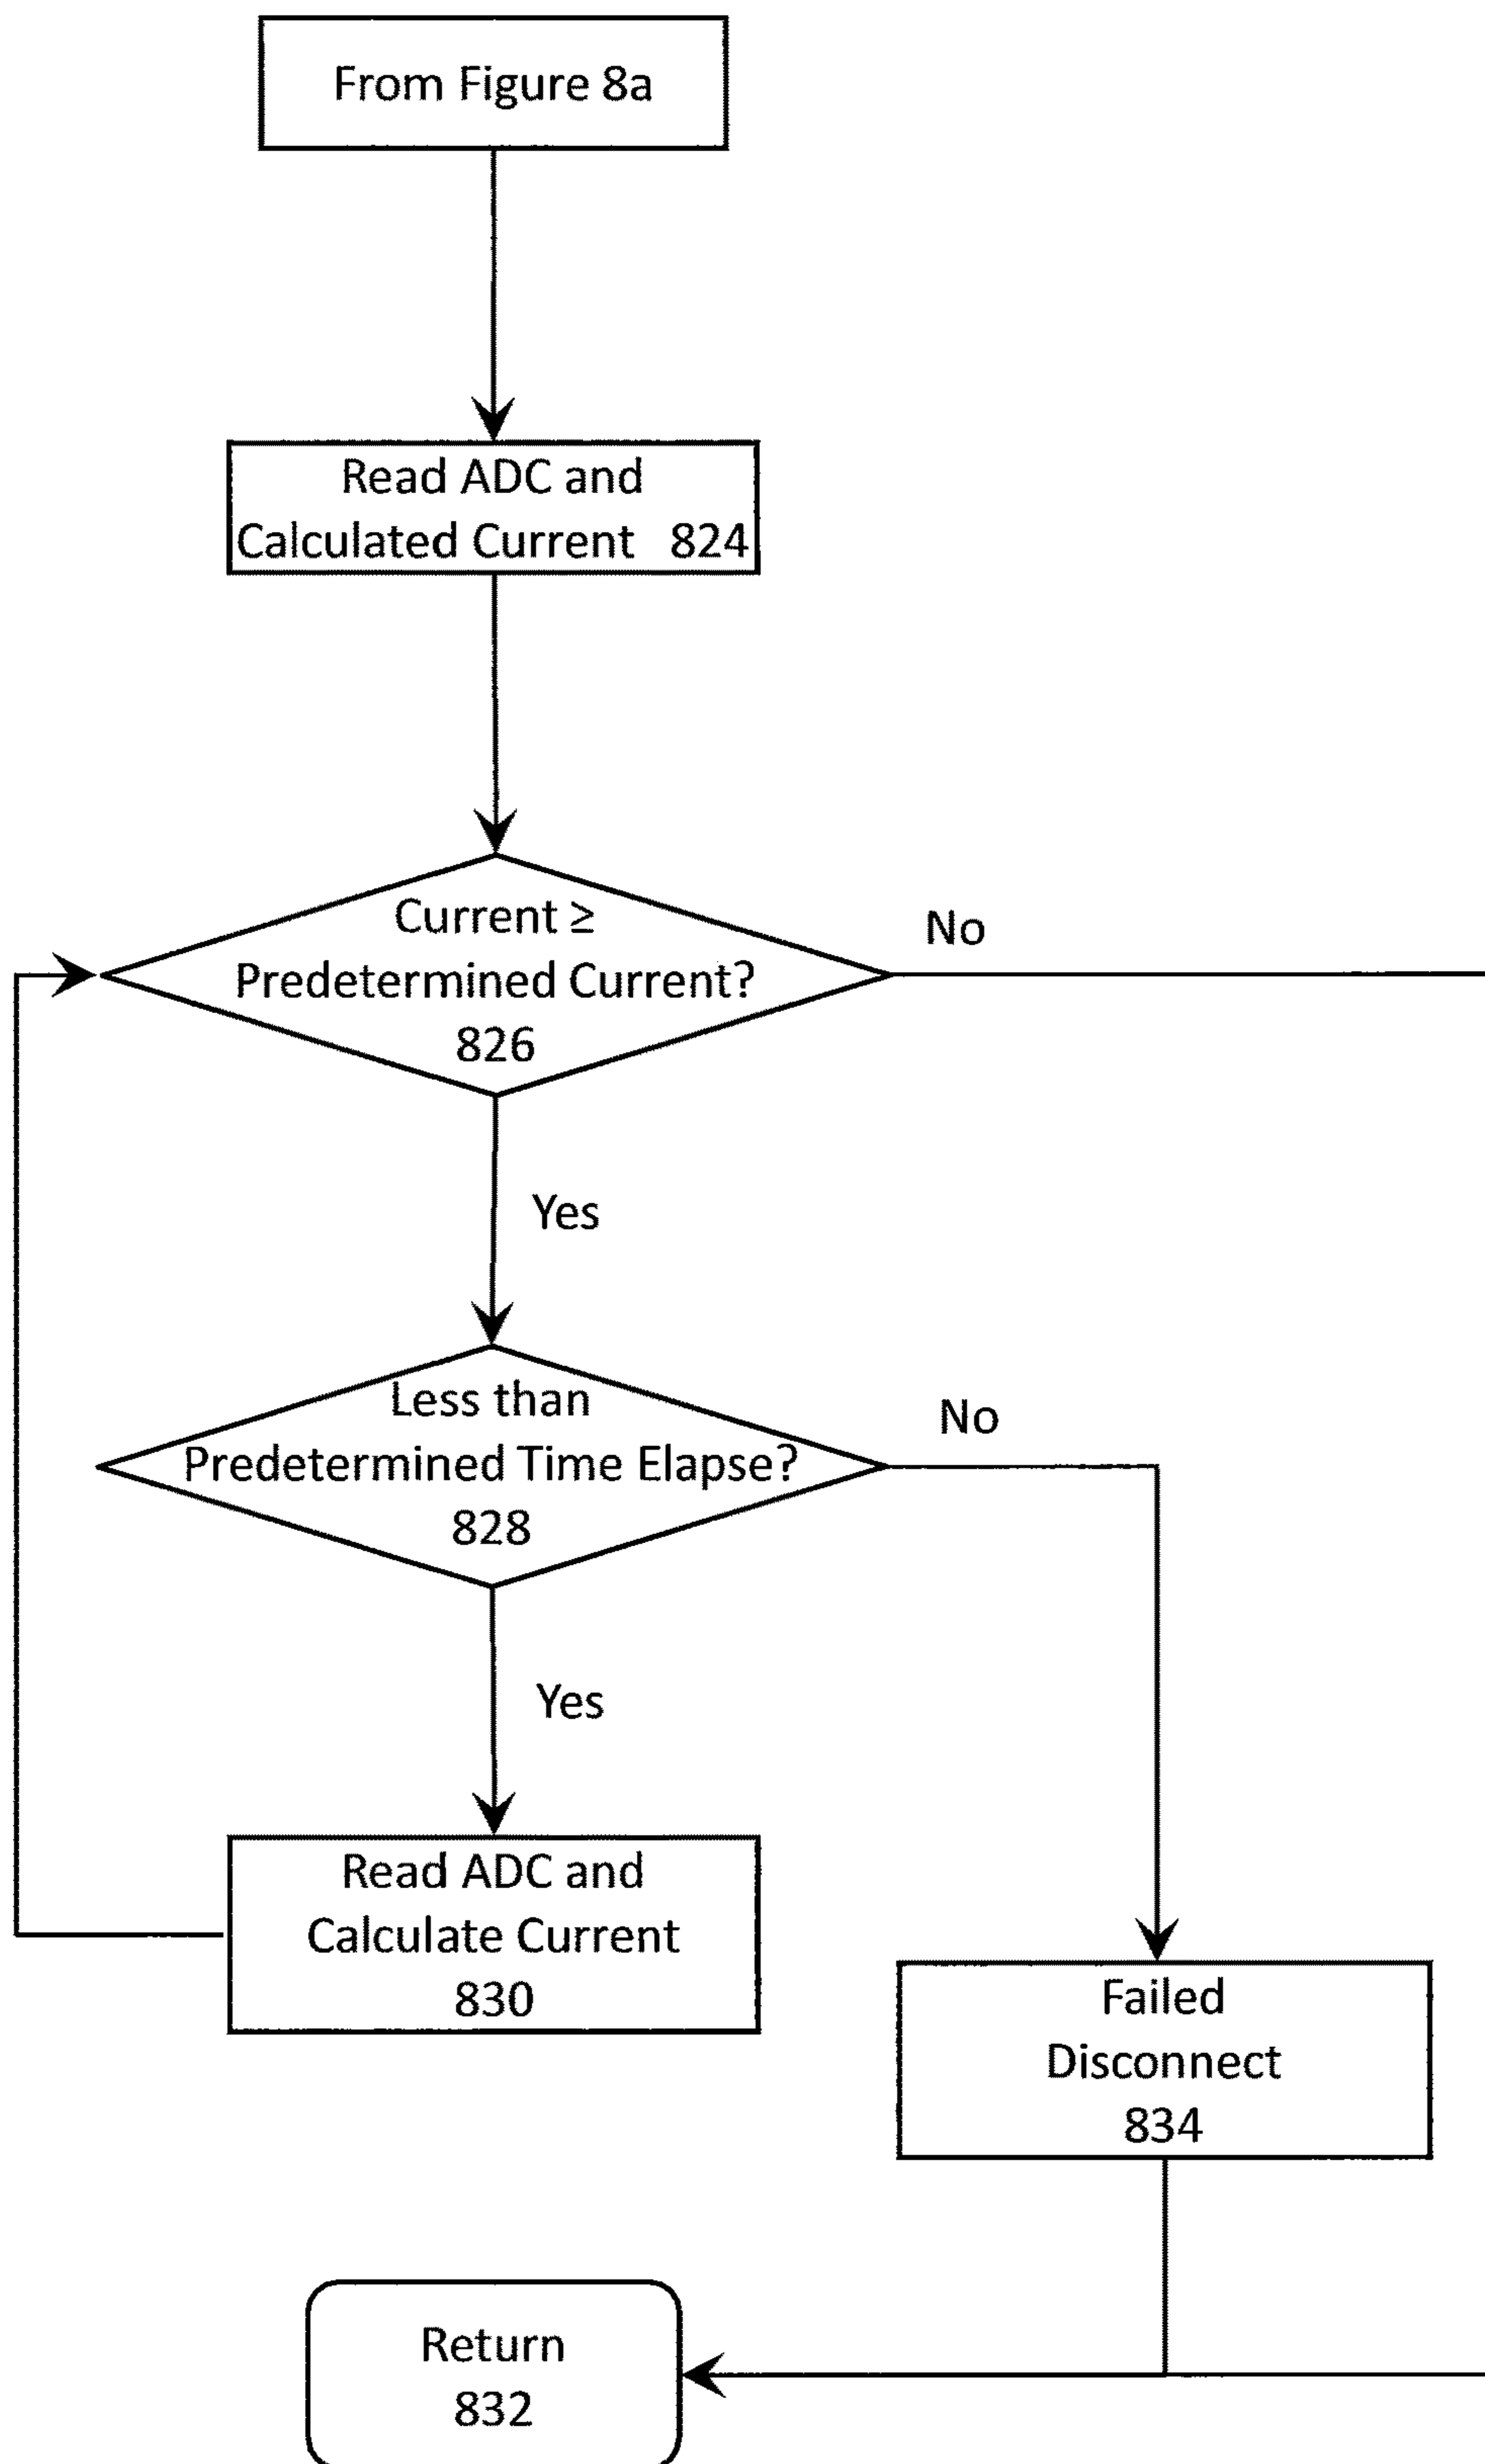 From Figure 8a
Read ADC and
Calculated Current 824
Current ≥
Predetermined Current?
826
No
Yes
Less than
Predetermined Time Elapse?
828
No
Yes
Read ADC and
Calculate Current
830
Failed
Disconnect
834
Return
832